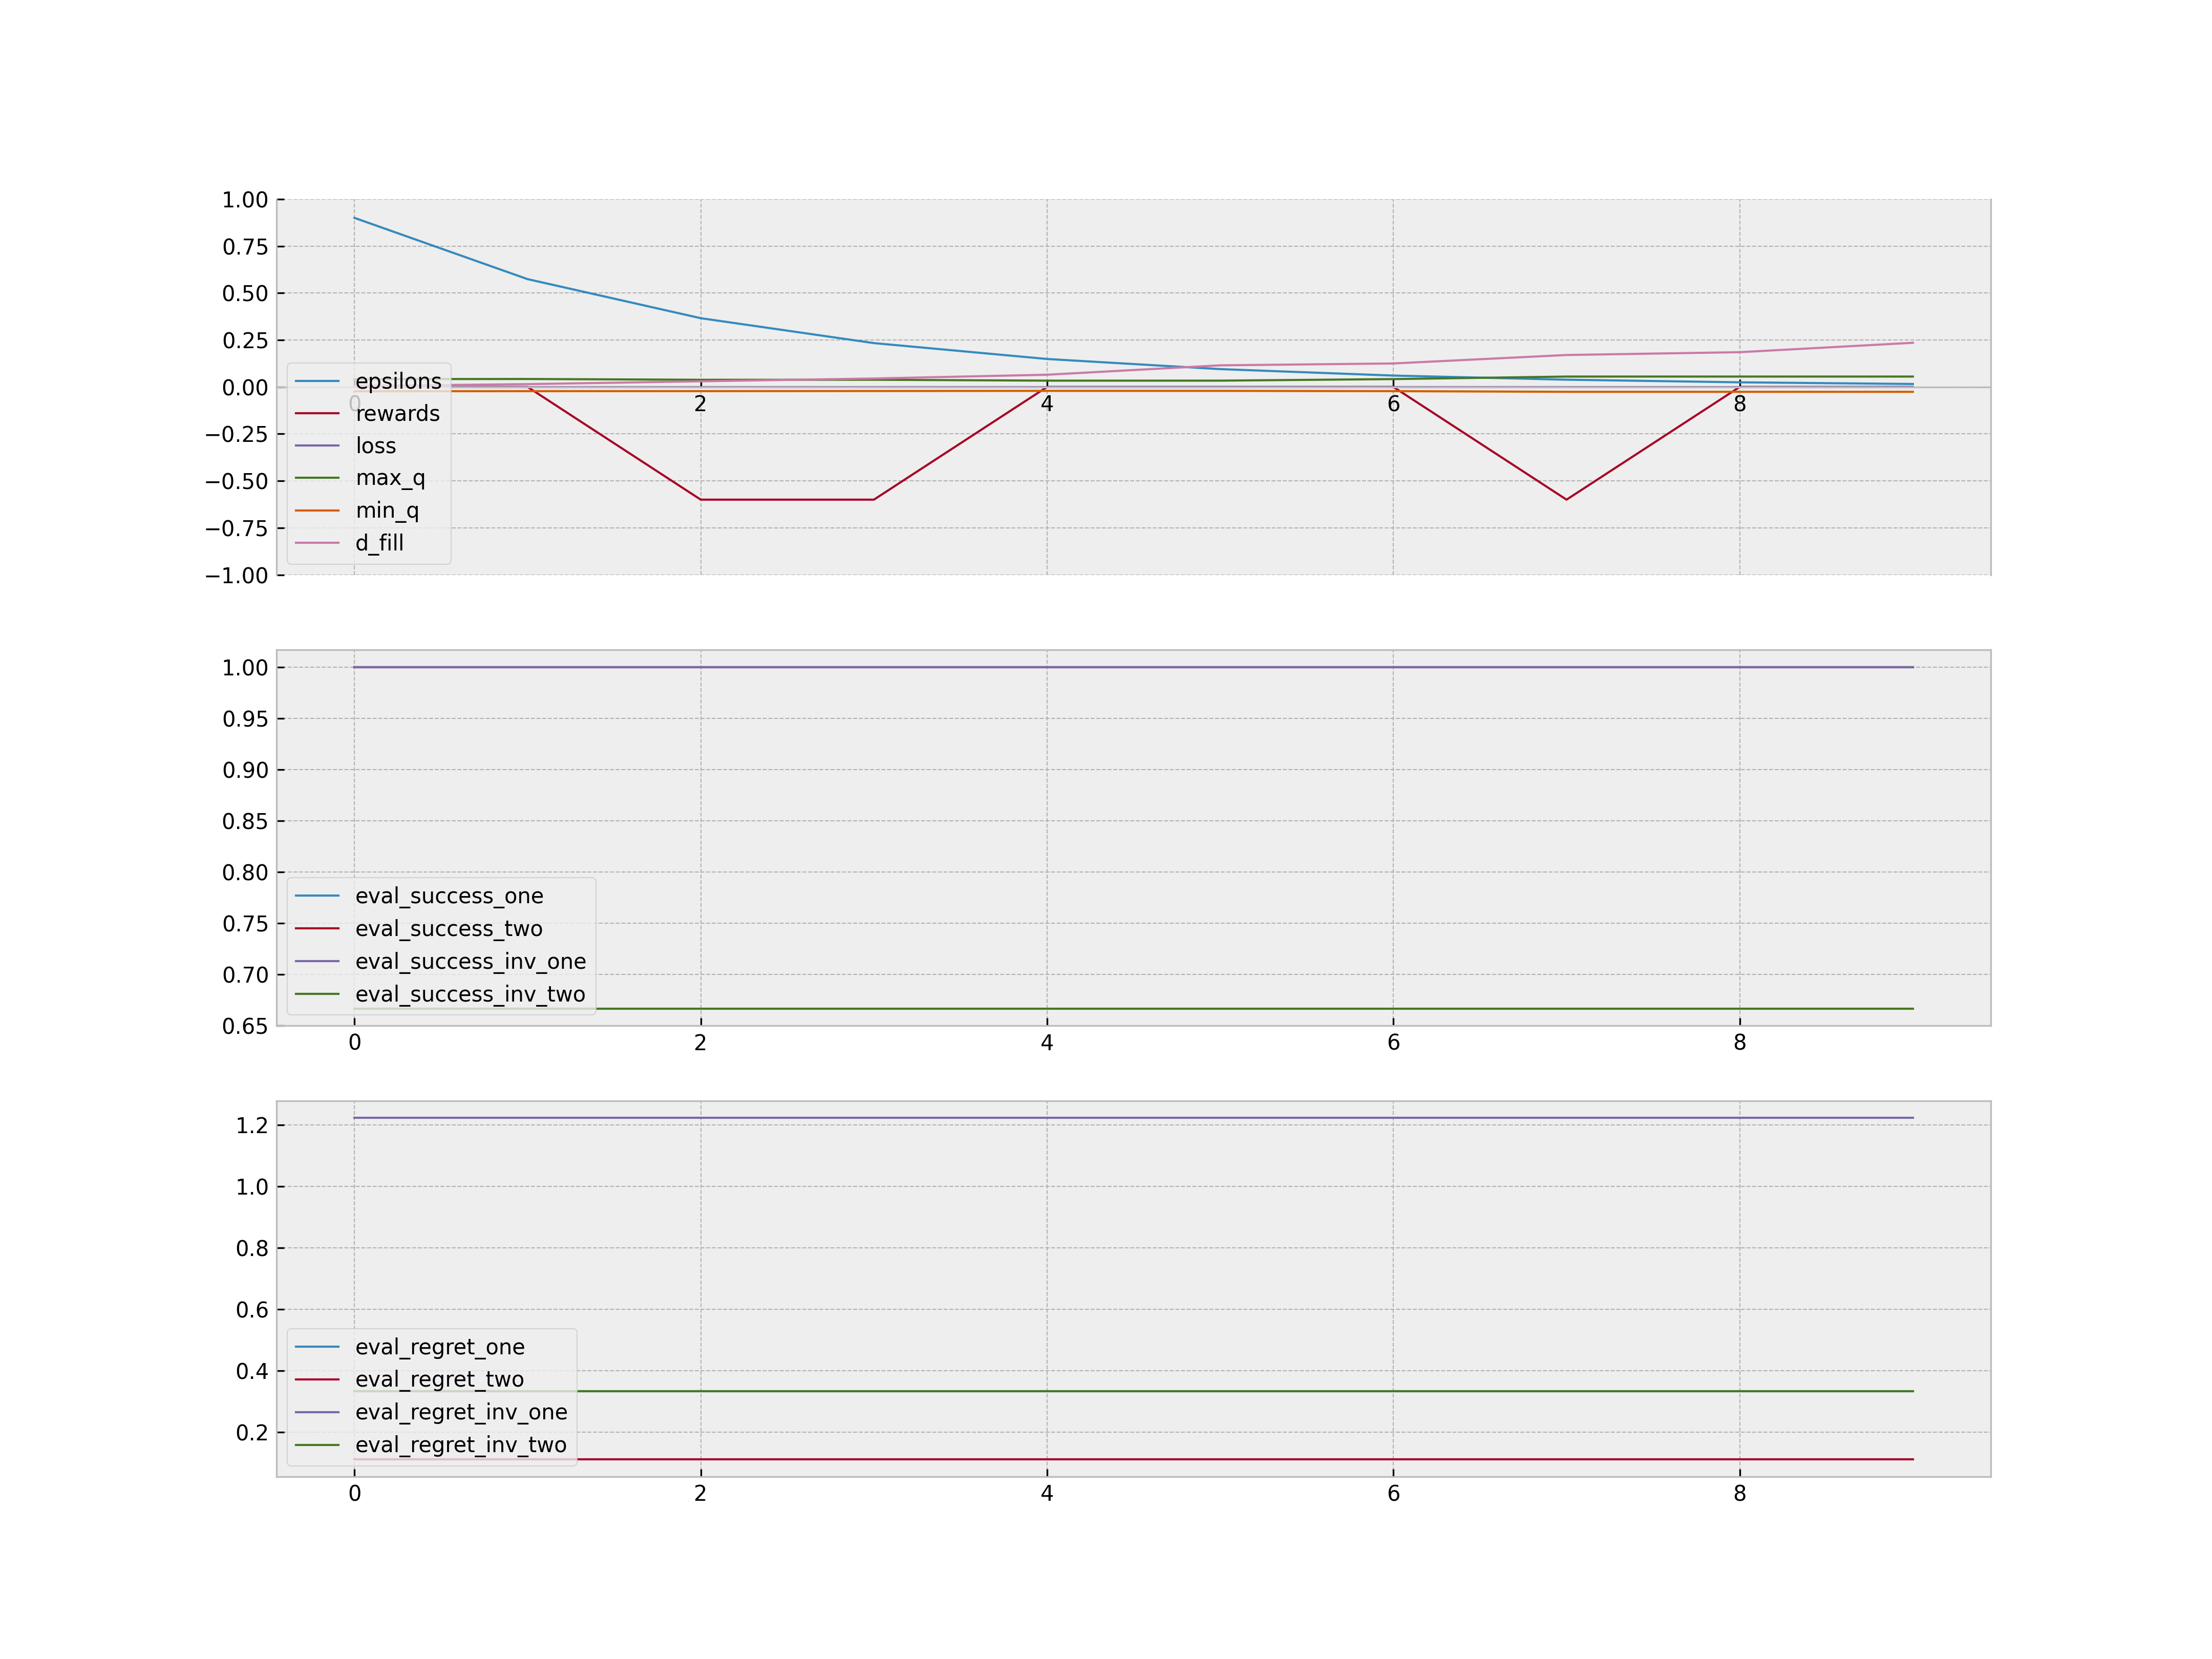 1.00
0.75
0.50
0.25
0.00
−0.25
−0.50
−0.75
−1.00
0 2 4 6 8
epsilons
rewards
loss
max_q
min_q
d_fill
1.00
0.95
0.90
0.85
0.80
0.75
0.70
0.65
eval_success_one
eval_success_two
eval_success_inv_one
eval_success_inv_two
0 2 4 6 8
1.2
1.0
0.8
0.6
0.4
0.2
eval_regret_one
eval_regret_two
eval_regret_inv_one
eval_regret_inv_two
0 2 4 6 8